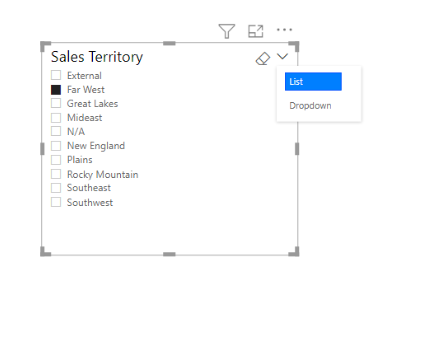 Sales Territory
List
Dropdown
External
Far West
Great Lakes
Mideast
N/A
New England
Plains
Rocky Mountain
Southeast
Southwest